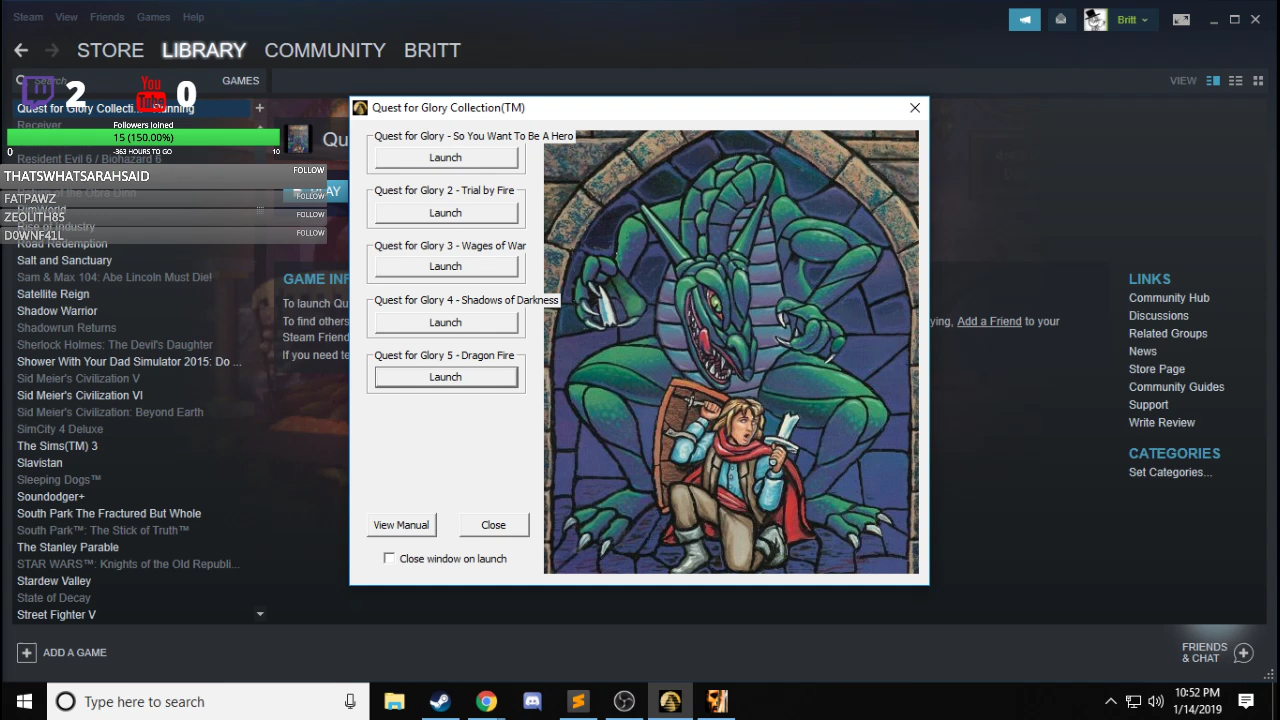 Steam View Friends Games Help
Britt
STORE LIBRARY COMMUNITY BRITT
Search
GAMES
VIEW
2
You
Tube
0
Quest for Glory Collecti... Running
Receiver
Followers Joined
15 (150.00%)
0 -363 HOURS TO GO 10
Resident Evil 6 / Biohazard 6
THATSWHATSARAHSAID FOLLOW
FATPAWZ FOLLOW
ZEOLITH85 FOLLOW
D0WNF41L FOLLOW
Road Redemption
Salt and Sanctuary
Sam & Max 104: Abe Lincoln Must Die!
Satellite Reign
Shadow Warrior
Shadowrun Returns
Sherlock Holmes: The Devil's Daughter
Shower With Your Dad Simulator 2015: Do ...
Sid Meier's Civilization V
Sid Meier's Civilization VI
Sid Meier's Civilization: Beyond Earth
SimCity 4 Deluxe
The Sims(TM) 3
Slavistan
Sleeping Dogs™
Soundodger+
South Park The Fractured But Whole
South Park™: The Stick of Truth™
The Stanley Parable
STAR WARS™: Knights of the Old Republi...
Stardew Valley
State of Decay
Street Fighter V
Qu
GAME INF
To launch Qu
To find others
Steam Friend
If you need te
ying, Add a Friend to your
Quest for Glory Collection(TM)
Quest for Glory - So You Want To Be A Hero
Launch
Quest for Glory 2 - Trial by Fire
Launch
Quest for Glory 3 - Wages of War
Launch
Quest for Glory 4 - Shadows of Darkness
Launch
Quest for Glory 5 - Dragon Fire
Launch
View Manual Close
Close window on launch
LINKS
Community Hub
Discussions
Related Groups
News
Store Page
Community Guides
Support
Write Review
CATEGORIES
Set Categories...
ADD A GAME
FRIENDS
& CHAT
Type here to search
10:52 PM
1/14/2019